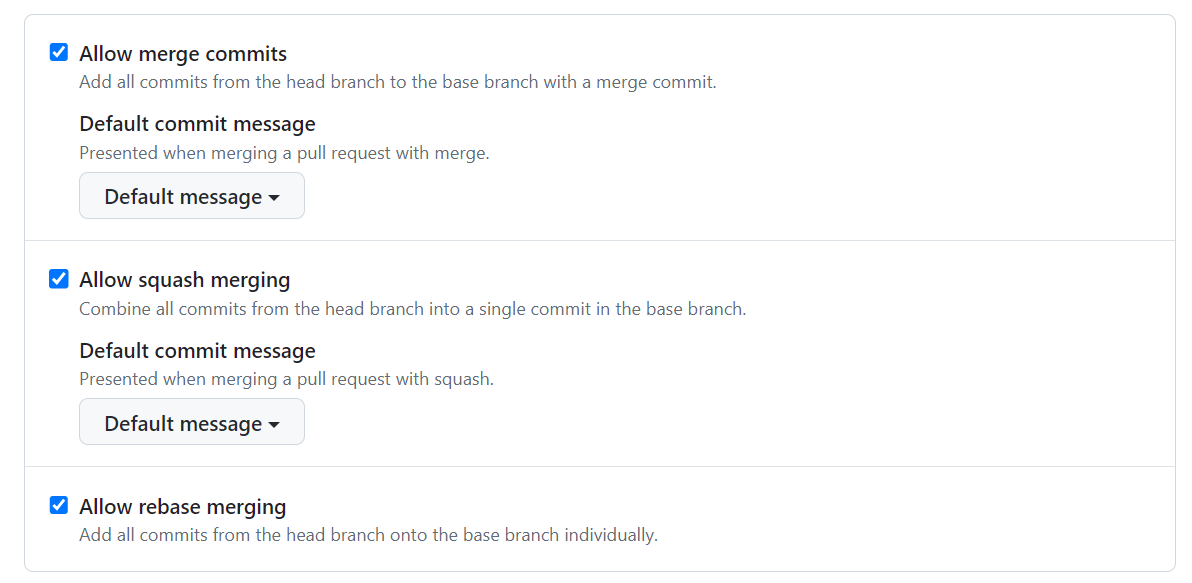 Allow merge commits
Add all commits from the head branch to the base branch with a merge commit.
Default commit message
Presented when merging a pull request with merge.
Default message
Allow squash merging
Combine all commits from the head branch into a single commit in the base branch.
Default commit message
Presented when merging a pull request with squash.
Default message
Allow rebase merging
Add all commits from the head branch onto the base branch individually.